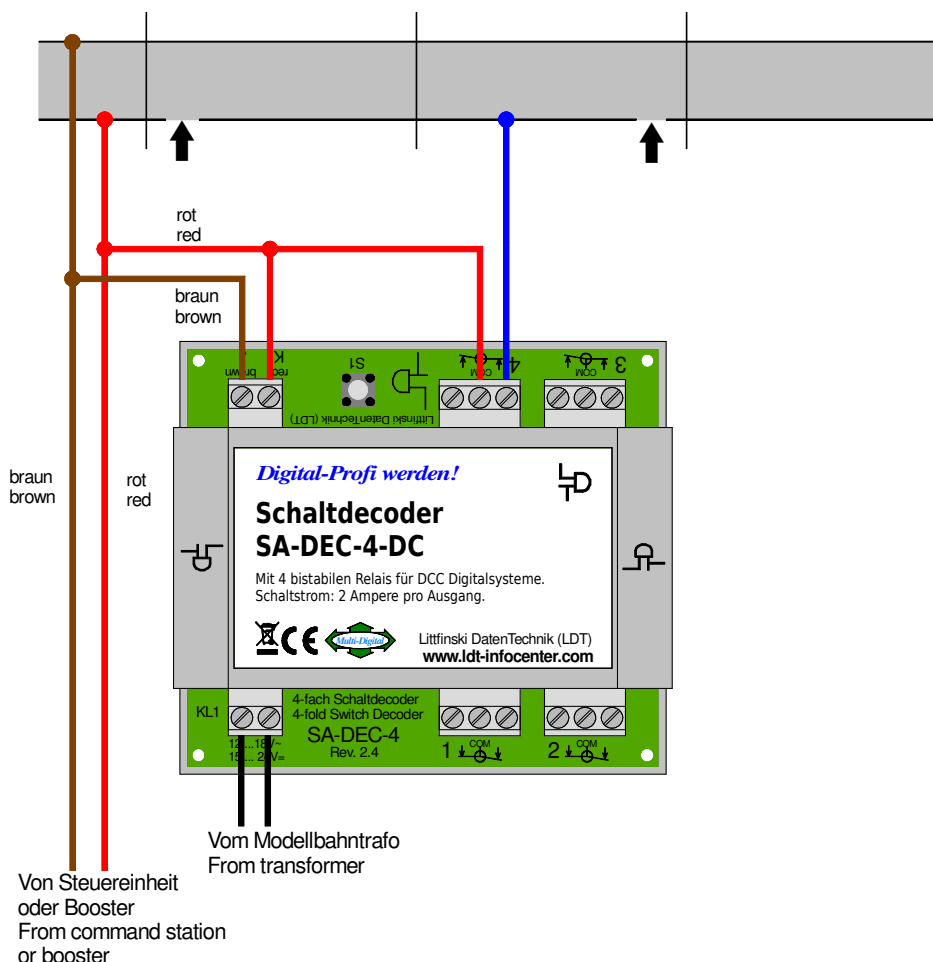 rot
red
braun
brown
brown
red
K
S1
COM
4
COM
3
Littfinski DatenTechnik (LDT)
braun
brown
rot
red
Digital-Profi werden!
Schaltdecoder
SA-DEC-4-DC
Mit 4 bistabilen Relais für DCC Digitalsysteme.
Schaltstrom: 2 Ampere pro Ausgang.
CE
Multi-Digital
Littfinski DatenTechnik (LDT)
www.ldt-infocenter.com
KL1
4-fach Schaltdecoder
4-fold Switch Decoder
SA-DEC-4
Rev. 2.4
1 COM
2 COM
Vom Modellbahntrafo
From transformer
Von Steuereinheit
oder Booster
From command station
or booster